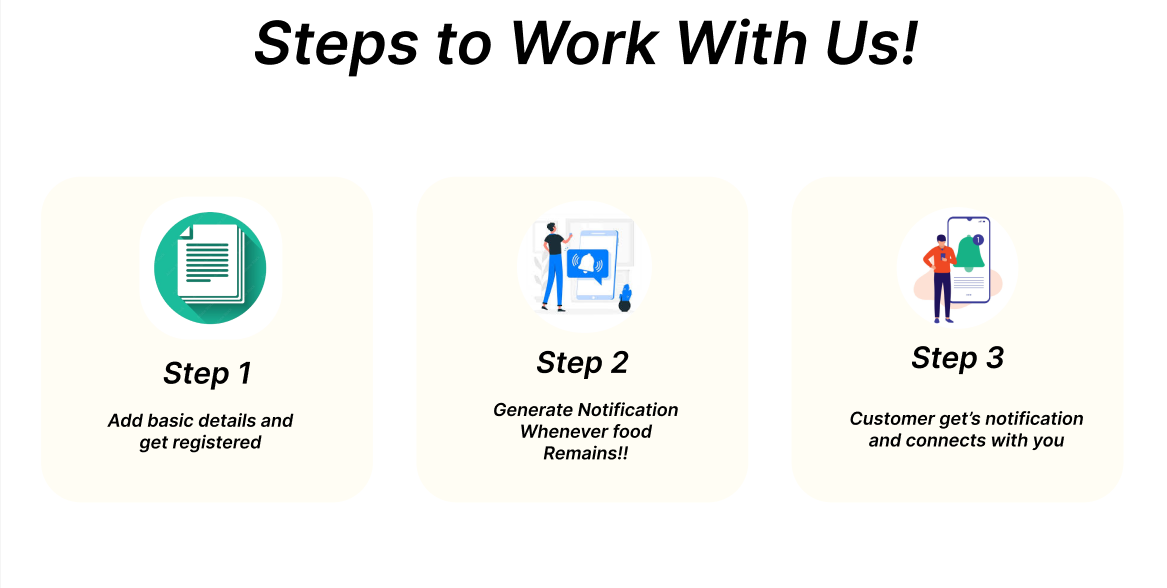 Steps to Work With Us!
Step 1
Add basic details and
get registered
Step 2
Generate Notification
Whenever food
Remains!!
1
Step 3
Customer get’s notification
and connects with you